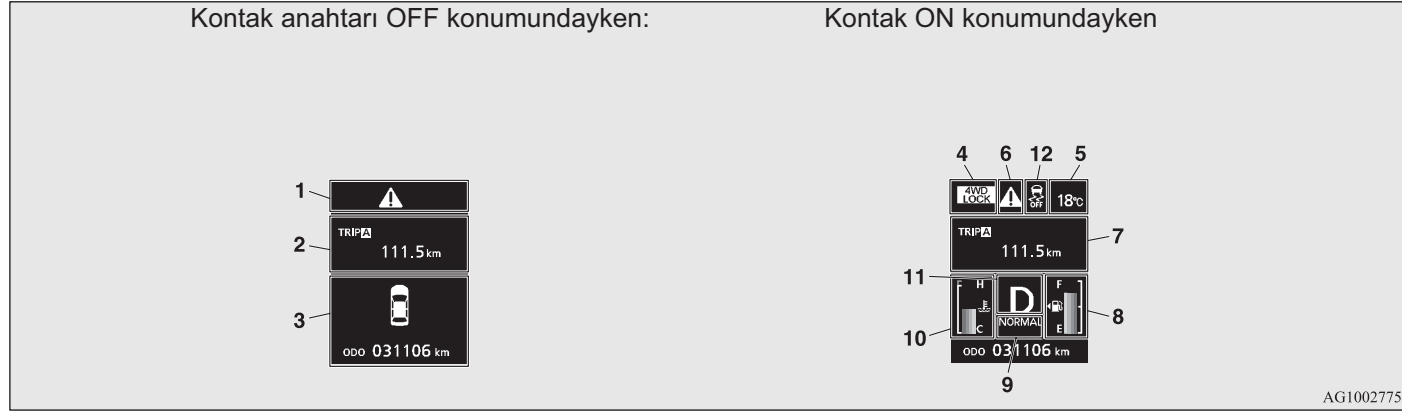 Kontak anahtarı OFF konumundayken:
1
2
TRIP A
111.5 km
3
ODO 031106 km
Kontak ON konumundayken
4 6 12 5
4WD
LOCK
OFF
18°C
TRIP A
111.5 km
7
11
H
C
10
D
NORMAL
F
E
8
ODO 031106 km
9
AG1002775